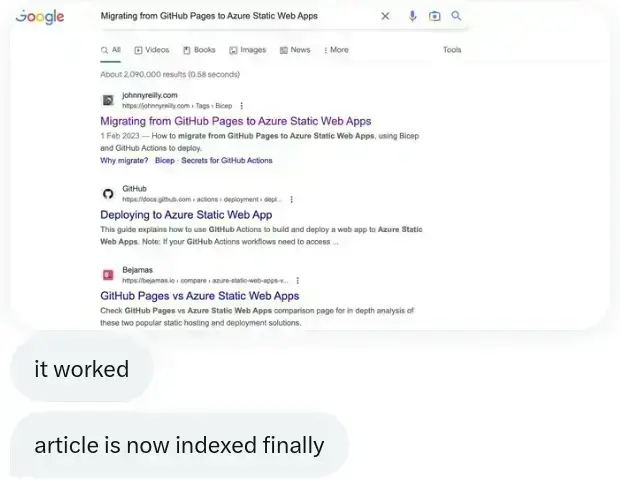 Google
Migrating from GitHub Pages to Azure Static Web Apps
All Videos Books Images News More Tools
About 2,090,000 results (0.58 seconds)
johnnyreilly.com
https://johnnyreilly.com › Tags › Bicep
Migrating from GitHub Pages to Azure Static Web Apps
1 Feb 2023 — How to migrate from GitHub Pages to Azure Static Web Apps, using Bicep
and GitHub Actions to deploy.
Why migrate? · Bicep · Secrets for GitHub Actions
GitHub
https://docs.github.com › actions › deployment › depl...
Deploying to Azure Static Web App
This guide explains how to use GitHub Actions to build and deploy a web app to Azure Static
Web Apps. Note: If your GitHub Actions workflows need to access ...
Bejamas
https://bejamas.io › compare › azure-static-web-apps-v...
GitHub Pages vs Azure Static Web Apps
Check GitHub Pages vs Azure Static Web Apps comparison page for in depth analysis of
these two popular static hosting and deployment solutions.
it worked
article is now indexed finally